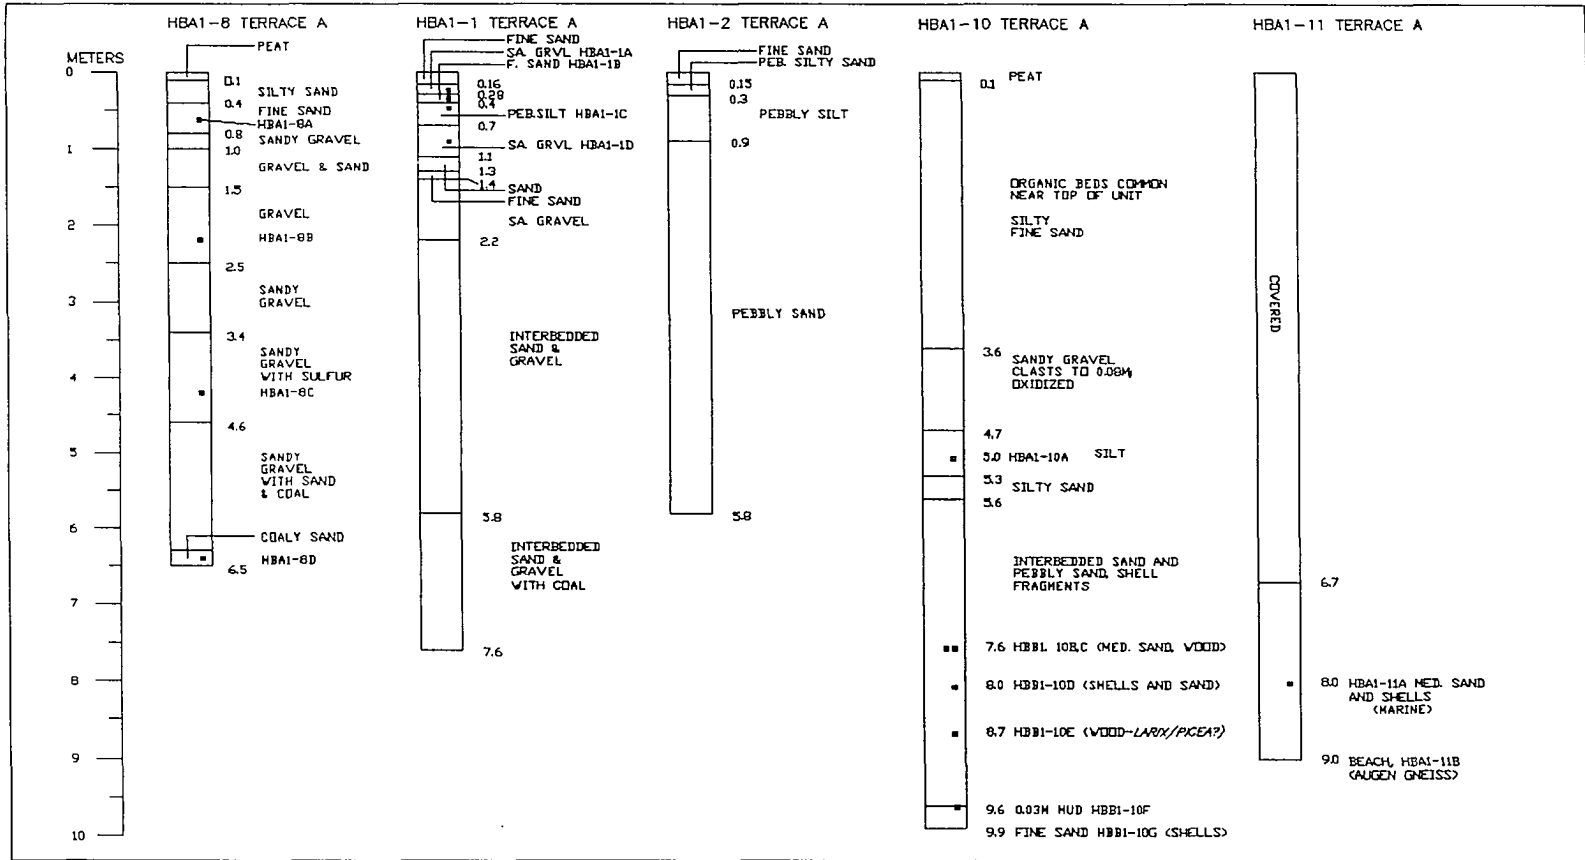 HBA1-8 TERRACE A
HBA1-1 TERRACE A
HBA1-2 TERRACE A
HBA1-10 TERRACE A
HBA1-11 TERRACE A
METERS
0
1
2
3
4
5
6
7
8
9
10
PEAT
0.1
SILTY SAND
0.4
FINE SAND
HBA1-8A
0.8
SANDY GRAVEL
1.0
GRAVEL & SAND
1.5
GRAVEL
HBA1-8B
2.5
SANDY
GRAVEL
3.4
SANDY
GRAVEL
WITH SULFUR
HBA1-8C
4.6
SANDY
GRAVEL
WITH SAND
& COAL
COALY SAND
HBA1-8D
6.5
FINE SAND
SA. GRVL HBA1-1A
F. SAND HBA1-1B
0.16
0.28
0.4
PEB.SILT HBA1-1C
0.7
SA. GRVL HBA1-1D
1.1
1.3
1.4
SAND
FINE SAND
SA. GRAVEL
2.2
INTERBEDDED
SAND &
GRAVEL
5.8
INTERBEDDED
SAND &
GRAVEL
WITH COAL
7.6
FINE SAND
PEB. SILTY SAND
0.15
0.3
PEBBLY SILT
0.9
PEBBLY SAND
5.8
PEAT
0.1
ORGANIC BEDS COMMON
NEAR TOP OF UNIT
SILTY
FINE SAND
3.6
SANDY GRAVEL
CLASTS TO 0.08M,
OXIDIZED
4.7
5.0 HBA1-10A SILT
5.3
SILTY SAND
5.6
INTERBEDDED SAND AND
PEBBLY SAND, SHELL
FRAGMENTS
7.6 HBB1, 10B,C (MED. SAND, WOOD)
8.0 HBB1-10D (SHELLS AND SAND)
8.7 HBB1-10E (WOOD-LARIX/PICEA?)
9.6 0.03M MUD HBB1-10F
9.9 FINE SAND HBB1-10G (SHELLS)
COVERED
6.7
8.0 HBA1-11A MED. SAND
AND SHELLS
(MARINE)
9.0 BEACH, HBA1-11B
(AUGEN GNEISS)